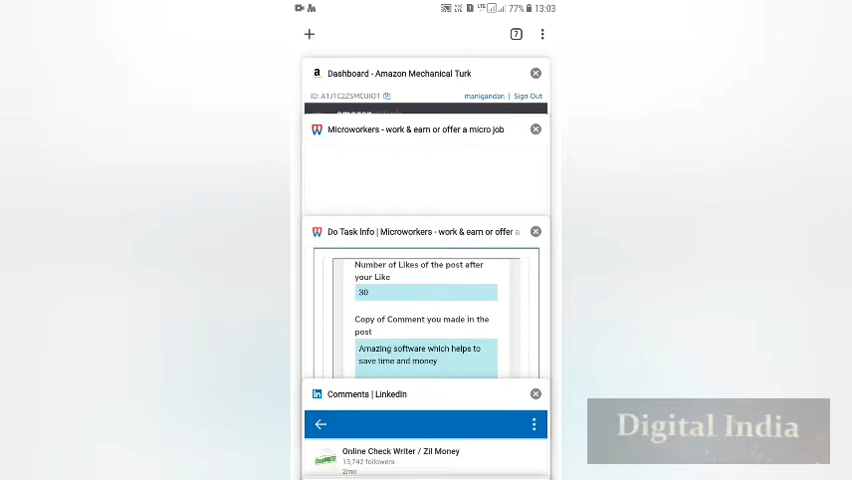 LTE 77% 13:03
7
Dashboard - Amazon Mechanical Turk
ID: A1J1C2ZSMCUIO1 manigandan | Sign Out
Microworkers - work & earn or offer a micro job
Do Task Info | Microworkers - work & earn or offer a
Number of Likes of the post after
your Like
30
Copy of Comment you made in the
post
Amazing software which helps to
save time and money
Comments | LinkedIn
Online Check Writer / Zil Money
13,742 followers
2mo
Digital India